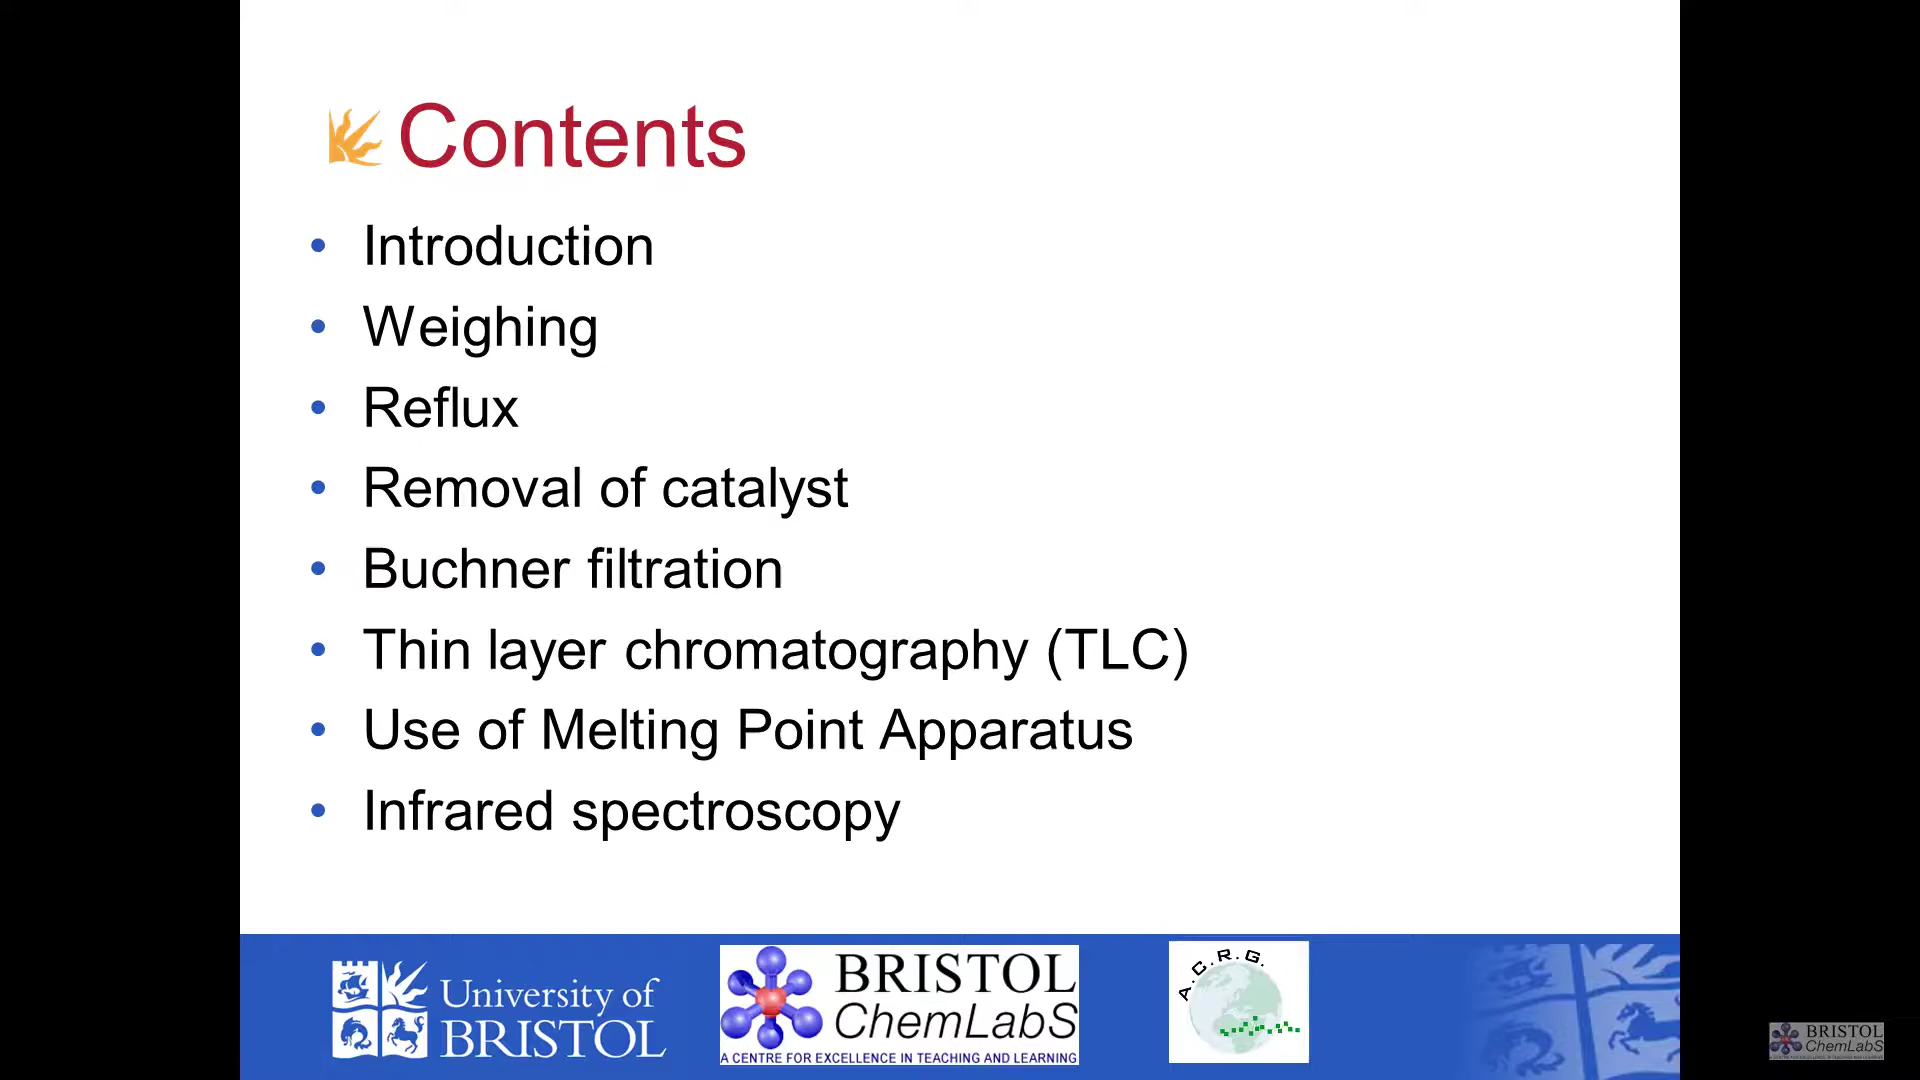 Contents
• Introduction
• Weighing
• Reflux
• Removal of catalyst
• Buchner filtration
• Thin layer chromatography (TLC)
• Use of Melting Point Apparatus
• Infrared spectroscopy
University of
BRISTOL
BRISTOL
ChemLabS
A CENTRE FOR EXCELLENCE IN TEACHING AND LEARNING
A.C.R.G.
BRISTOL
ChemLabS